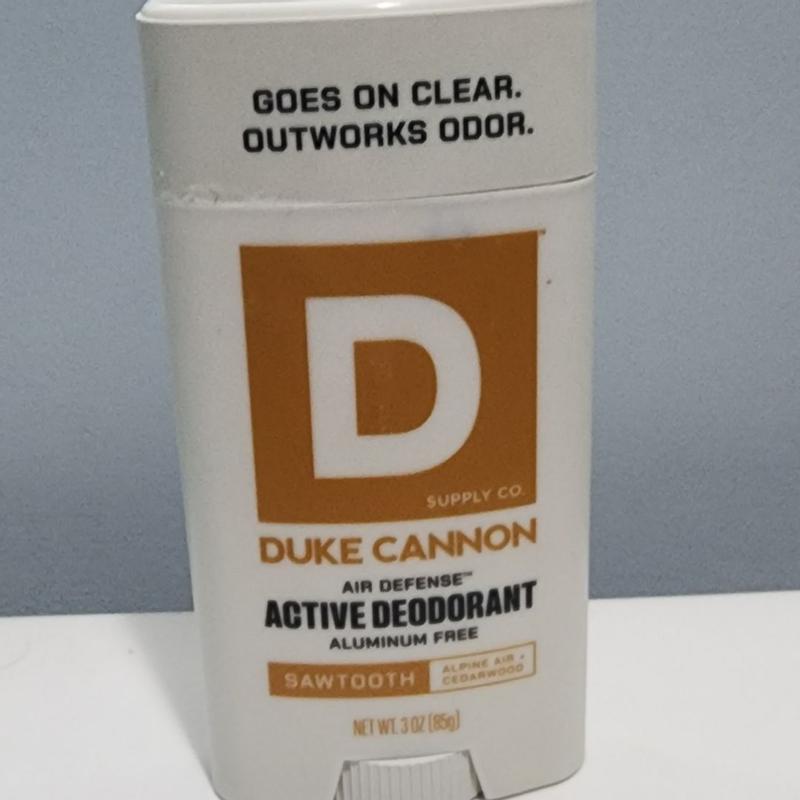 GOES ON CLEAR.
OUTWORKS ODOR.
D
SUPPLY CO.
DUKE CANNON
AIR DEFENSE™
ACTIVE DEODORANT
ALUMINUM FREE
SAWTOOTH
ALPINE AIR +
CEDARWOOD
NET WT. 3 OZ (85g)